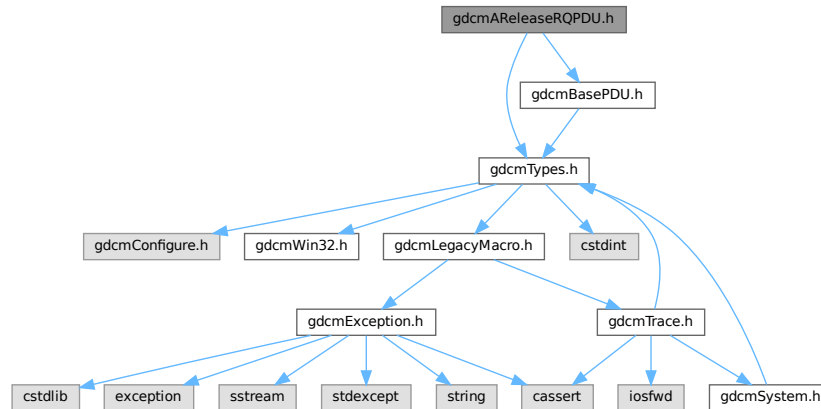 gdcmAReleaseRQPDU.h
gdcmBasePDU.h
gdcmTypes.h
gdcmConfigure.h
gdcmWin32.h
gdcmLegacyMacro.h
cstdint
gdcmException.h
gdcmTrace.h
cstdlib
exception
sstream
stdexcept
string
cassert
iosfwd
gdcmSystem.h